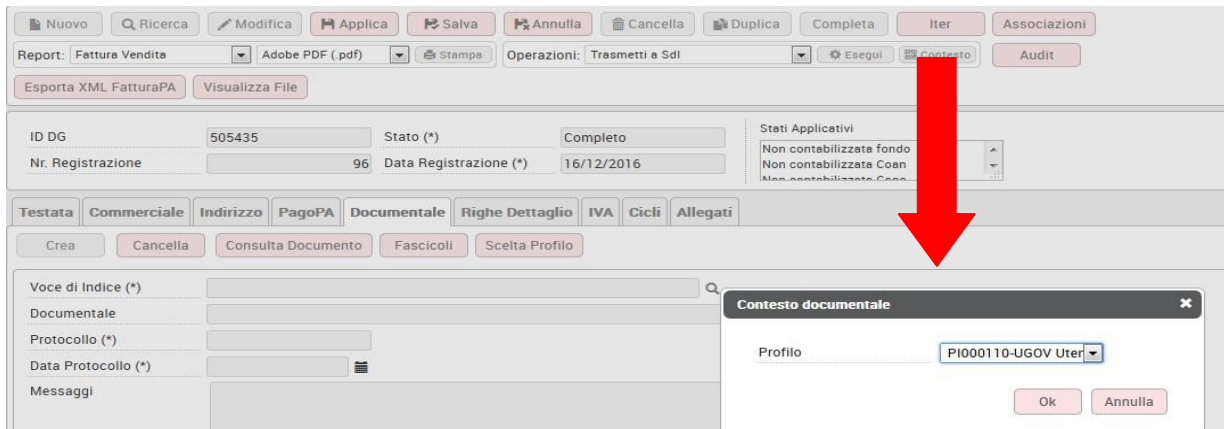 Nuovo Ricerca Modifica Applica Salva Annulla Cancella Duplica Completa Iter Associazioni
Report: Fattura Vendita Adobe PDF (.pdf) Stampa Operazioni: Trasmetti a SdI Esegui Contesto Audit
Esporta XML FatturaPA Visualizza File
Stati Applicativi
ID DG 505435 Stato (*) Completo Non contabilizzata fondo
Nr. Registrazione 96 Data Registrazione (*) 16/12/2016 Non contabilizzata Coan
Non contabilizzata Coge
Testata Commerciale Indirizzo PagoPA Documentale Righe Dettaglio IVA Cicli Allegati
Crea Cancella Consulta Documento Fascicoli Scelta Profilo
Voce di Indice (*)
Documentale
Protocollo (*)
Data Protocollo (*)
Messaggi
Contesto documentale
Profilo PI000110-UGOV Uter
Ok Annulla